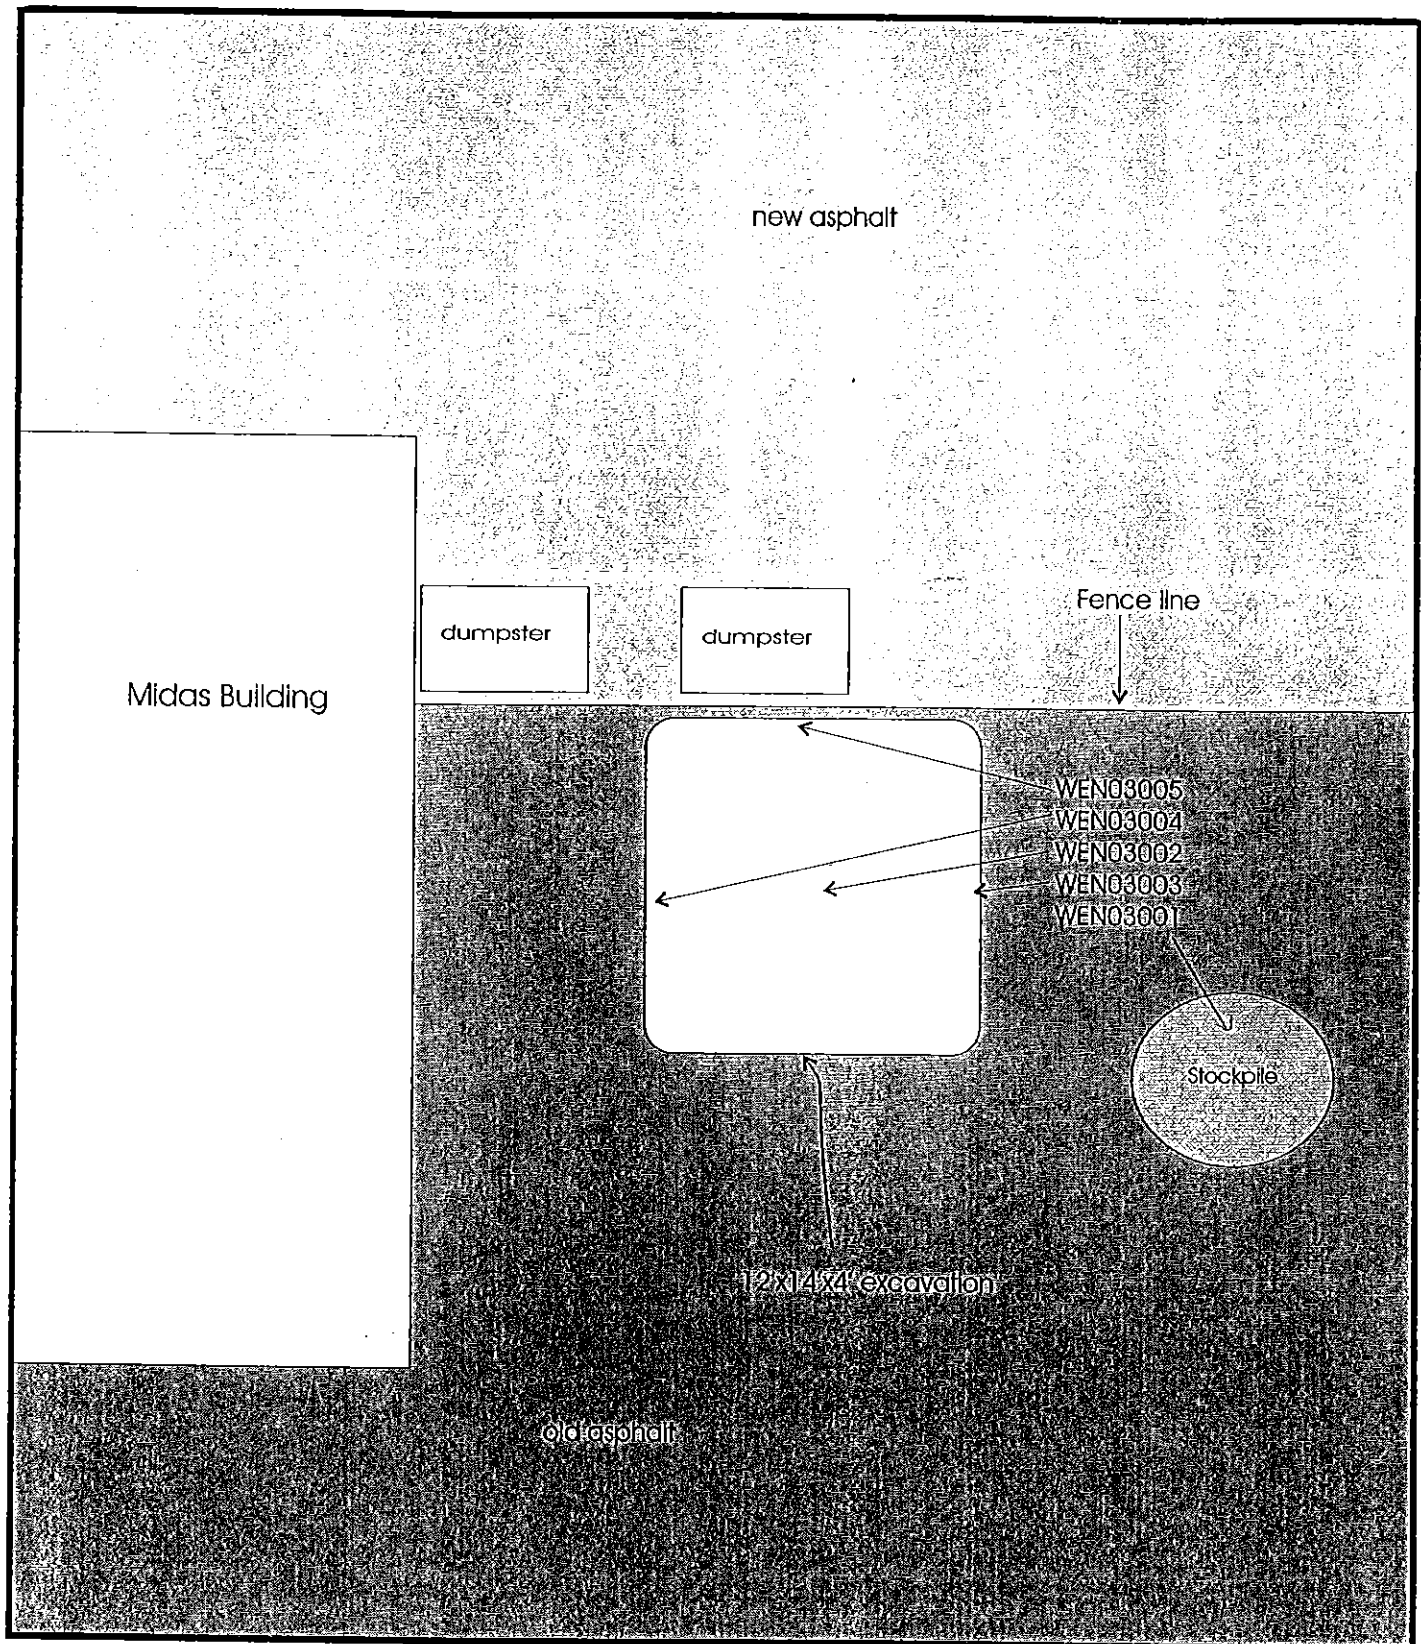 new asphalt
Fence line
dumpster
dumpster
Midas Building
WEN03005
WEN03004
WEN03002
WEN03003
WEN03001
Stockpile
12'x14'x4' excavation
old asphalt